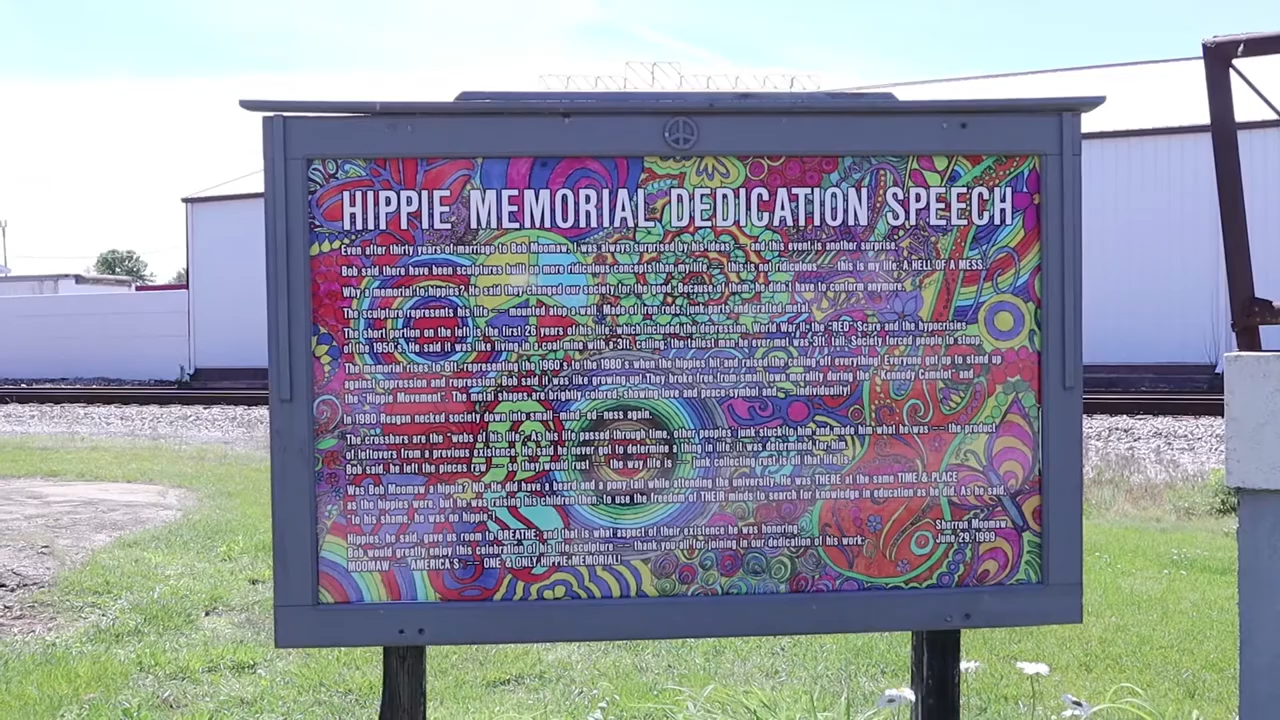 HIPPIE MEMORIAL DEDICATION SPEECH
Even after thirty years of marriage to Bob Moomaw, I was always surprised by his ideas -- and this event is another surprise.
Bob said there have been sculptures built on more ridiculous concepts than my life -- this is not ridiculous -- this is my life: A HELL OF A MESS.
Why a memorial to hippies? He said they changed our society for the good. Because of them, he didn't have to conform anymore.
The sculpture represents his life -- mounted atop a wall. Made of iron rods, junk parts and crafted metal.
The short portion on the left is the first 26 years of his life, which included the depression, World War II, the "RED" Scare and the hypocrisies
of the 1950's. He said it was like living in a coal mine with a 3ft. ceiling; the tallest man he ever met was 3ft. tall. Society forced people to stoop.
The memorial rises to 6ft. representing the 1960's to the 1980's when the hippies hit and raised the ceiling off everything! Everyone got up to stand up
against oppression and repression. Bob said it was like growing up! They broke free from small town morality during the "Kennedy Camelot" and
the "Hippie Movement". The metal shapes are brightly colored, showing love and peace symbol and -- individuality!
In 1980 Reagan necked society down to small-mind-ed-ness again.
The crossbars are the "webs of his life". As his life passed through time, other peoples' junk stuck to him and made him what he was -- the product
of leftovers from a previous existence. He said he never got to determine a thing in life; it was determined for him.
Bob said, he left the pieces -- so they would rust -- the way life is -- junk collecting rust is all that life is.
Was Bob Moomaw a hippie? NO. He did have a beard and a pony tail while attending the university. He was THERE at the same TIME & PLACE
as the hippies were, but he was raising his children then, to use the freedom of THEIR minds to search for knowledge in education as he did. As he said,
"to his shame, he was no hippie".
Hippies, he said, gave us room to BREATHE; and that is what aspect of their existence he was honoring.
Bob would greatly enjoy this celebration of his life sculpture -- thank you all for joining in our dedication of his work:
MOOMAW -- AMERICA'S -- ONE & ONLY HIPPIE MEMORIAL!
Sherron Moomaw
June 29, 1999